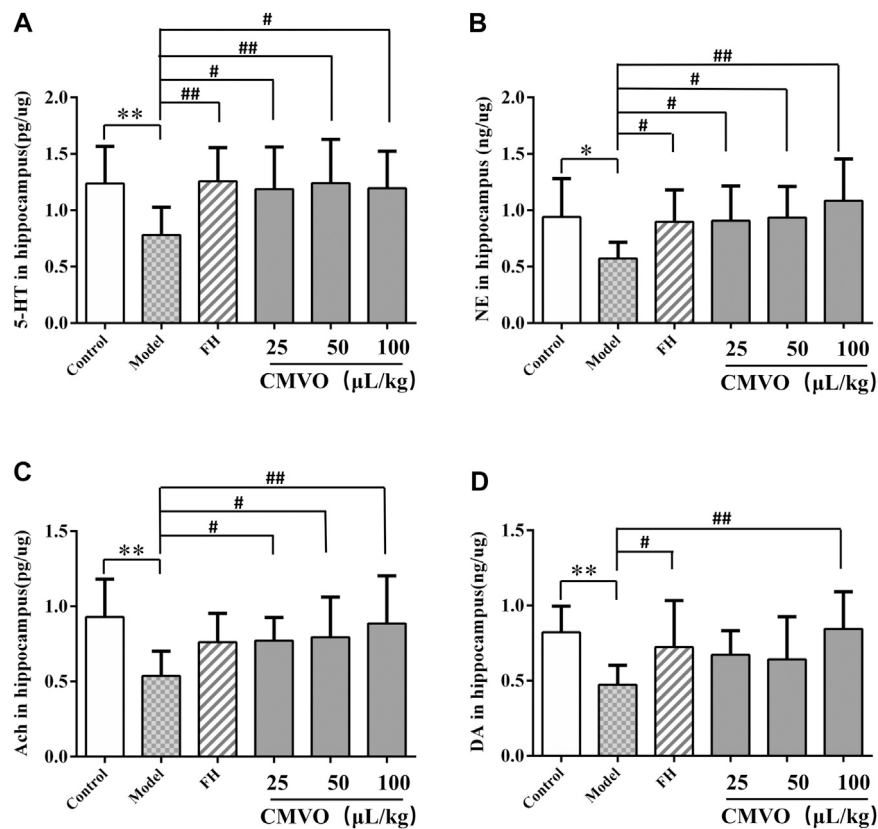 A
#
##
#
##
**
5-HT in hippocampus(pg/ug)
2.0
1.5
1.0
0.5
0.0
Control
Model
FH
25 50 100
CMVO (μL/kg)
B
##
#
#
#
*
NE in hippocampus (ng/ug)
2.0
1.5
1.0
0.5
0.0
Control
Model
FH
25 50 100
CMVO (μL/kg)
C
##
#
#
**
Ach in hippocampus(pg/ug)
1.5
1.0
0.5
0.0
Control
Model
FH
25 50 100
CMVO (μL/kg)
D
##
#
**
DA in hippocampus(ng/ug)
1.5
1.0
0.5
0.0
Control
Model
FH
25 50 100
CMVO (μL/kg)